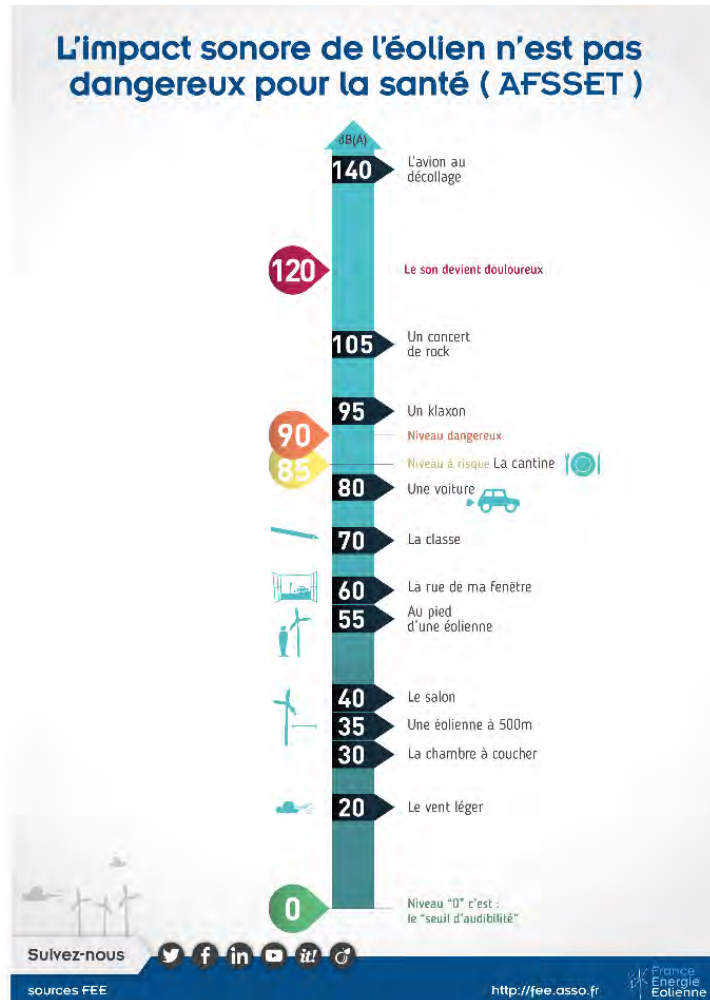 L'impact sonore de l'éolien n'est pas
dangereux pour la santé ( AFSSET )
dB(A)
140 L'avion au
décollage
120 Le son devient douloureux
105 Un concert
de rock
95 Un klaxon
90 Niveau dangereux
85 Niveau à risque La cantine
80 Une voiture
70 La classe
60 La rue de ma fenêtre
55 Au pied
d'une éolienne
40 Le salon
35 Une éolienne à 500m
30 La chambre à coucher
20 Le vent léger
0 Niveau "0" c'est :
le "seuil d'audibilité"
Suivez-nous
in
it!
sources FEE
http://fee.asso.fr
France
Energie
Eolienne